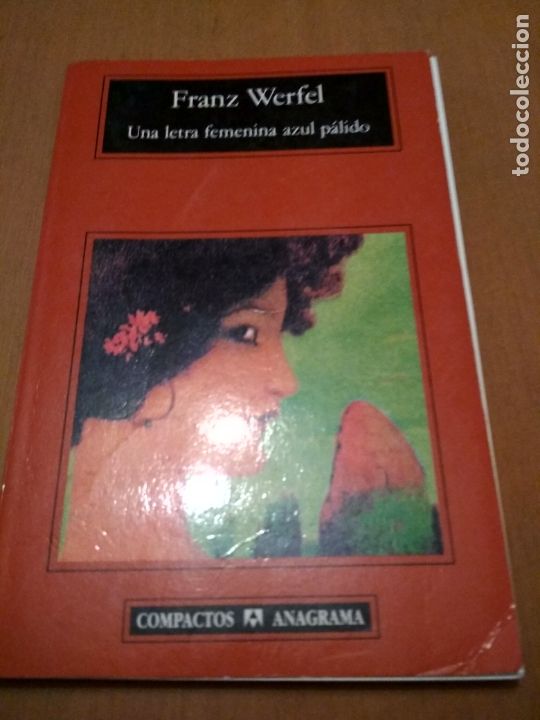 Franz Werfel
Una letra femenina azul pálido
COMPACTOS ANAGRAMA
todocoleccion